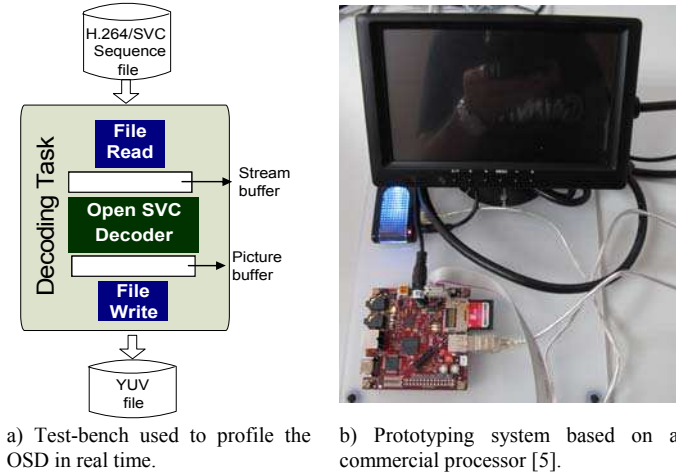 H.264/SVC
Sequence
file
Decoding Task
File
Read
Stream
buffer
Open SVC
Decoder
Picture
buffer
File
Write
YUV
file
a) Test-bench used to profile the
OSD in real time.
b) Prototyping system based on a
commercial processor [5].